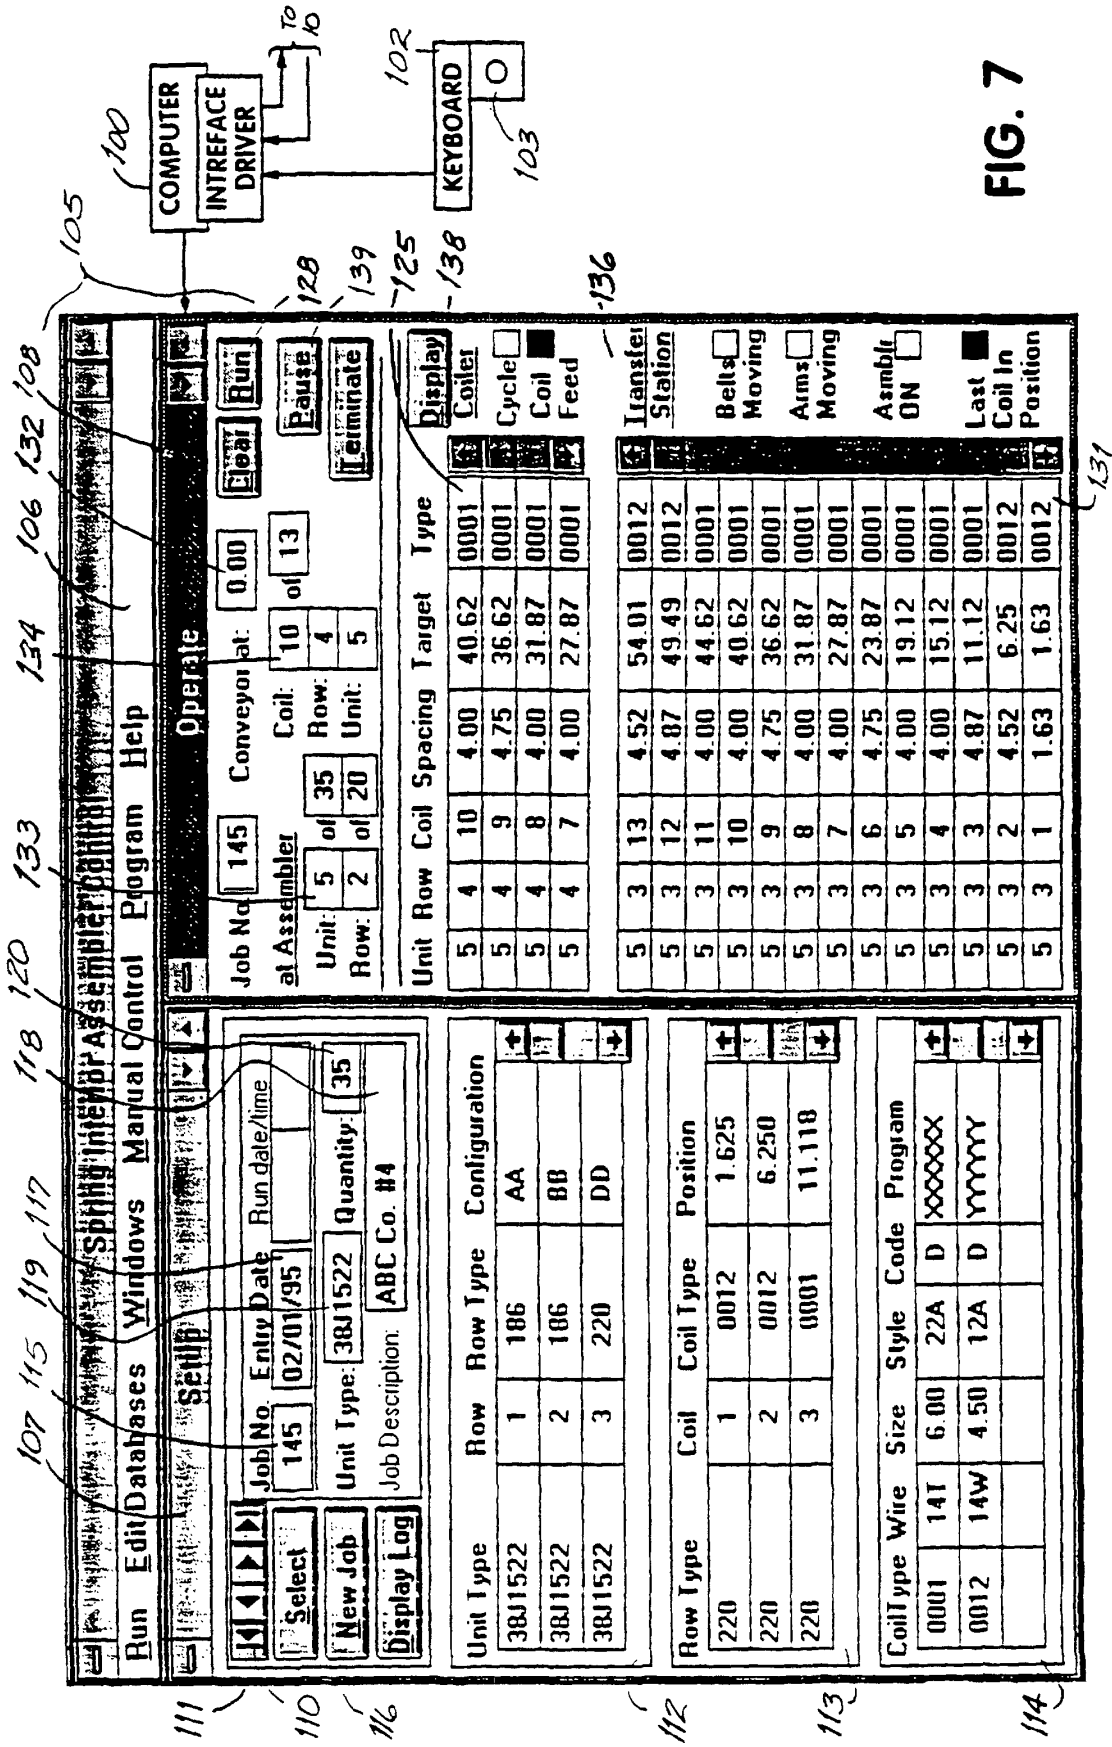 107
115
119
117
118
120
133
134
106
132
108
105
Spring Interior Assembler Control
Run Edit/Databases Windows Manual Control Program Help
Setup
111
110
116
Select
New Job
Display Log
Job No. Entry Date Run date/time
145 02/01/95
Unit Type: 38J1522 Quantity: 35
Job Description: ABC Co. #4
Unit Type Row Row Type Configuration
38J1522 1 186 AA
38J1522 2 186 BB
38J1522 3 220 DD
112
Row Type Coil Coil Type Position
220 1 0012 1.625
220 2 0012 6.250
220 3 0001 11.118
113
CoilType Wire Size Style Code Program
0001 14T 6.00 22A D XXXXXX
0012 14W 4.50 12A D YYYYYY
114
Operate
Job No. 145 Conveyor at: 0.00 Clear Run
at Assembler Coil: 10 of 13 Pause
Unit: 5 of 35 Row: 4
Row: 2 of 20 Unit: 5 Terminate
128
139
125
138
Unit Row Coil Spacing Target Type Display
5 4 10 4.00 40.62 0001
5 4 9 4.75 36.62 0001
5 4 8 4.00 31.87 0001
5 4 7 4.00 27.87 0001
Coiler
Cycle
Coil
Feed
136
5 3 13 4.52 54.01 0012
5 3 12 4.87 49.49 0012
5 3 11 4.00 44.62 0001
5 3 10 4.00 40.62 0001
5 3 9 4.75 36.62 0001
5 3 8 4.00 31.87 0001
5 3 7 4.00 27.87 0001
5 3 6 4.75 23.87 0001
5 3 5 4.00 19.12 0001
5 3 4 4.00 15.12 0001
5 3 3 4.87 11.12 0001
5 3 2 4.52 6.25 0012
5 3 1 1.63 1.63 0012
131
Transfer
Station
Belts
Moving
Arms
Moving
Asmblr
ON
Last
Coil In
Position
100
COMPUTER
INTREFACE
DRIVER
TO
10
102
KEYBOARD
103
FIG. 7